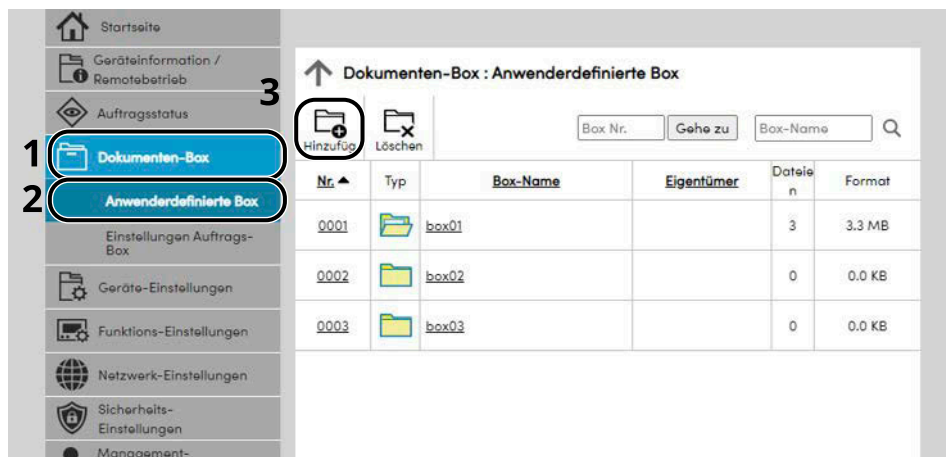 Startseite
Geräteinformation /
Remotebetrieb
Auftragsstatus
1
Dokumenten-Box
2
Anwenderdefinierte Box
Einstellungen Auftrags-
Box
Geräte-Einstellungen
Funktions-Einstellungen
Netzwerk-Einstellungen
Sicherheits-
Einstellungen
Management-
Dokumenten-Box : Anwenderdefinierte Box
3
Hinzufüg Löschen Box Nr. Gehe zu Box-Name
Nr. ▲ Typ Box-Name Eigentümer Dateie
n Format
0001 box01 3 3.3 MB
0002 box02 0 0.0 KB
0003 box03 0 0.0 KB